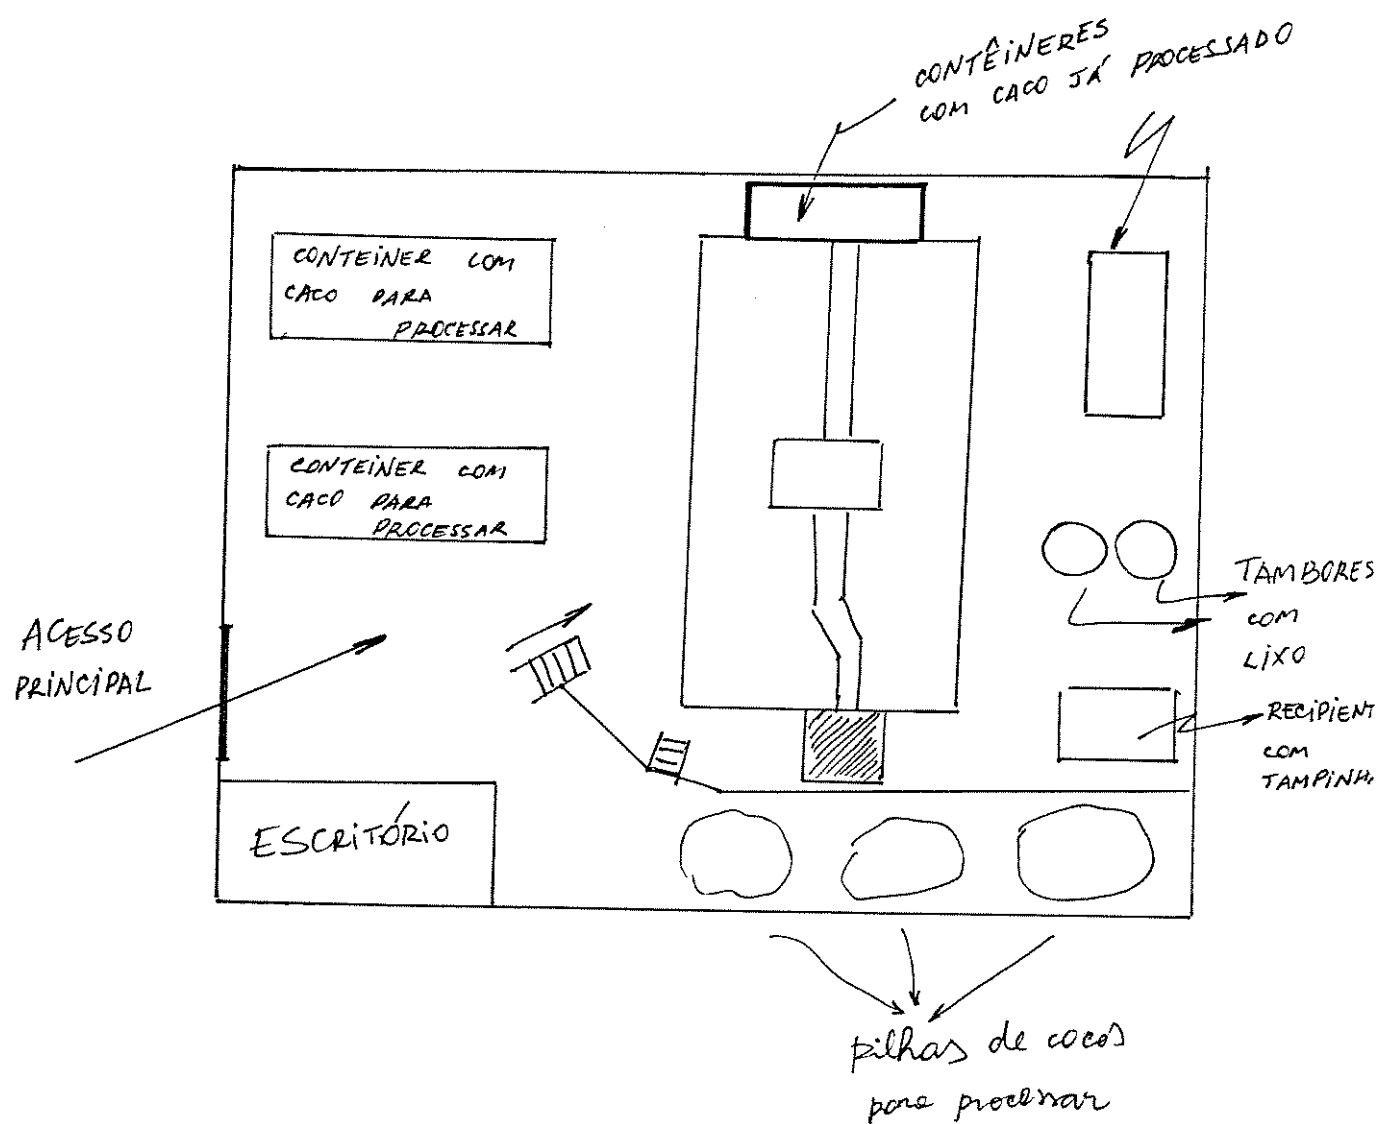 CONTÊINERES
COM CACO JÁ PROCESSADO
CONTEINER COM
CACO PARA
PROCESSAR
CONTEINER COM
CACO PARA
PROCESSAR
TAMBORES
COM
LIXO
ACESSO
PRINCIPAL
RECIPIENT
COM
TAMPINH
ESCRITÓRIO
pilhas de cocos
para processar